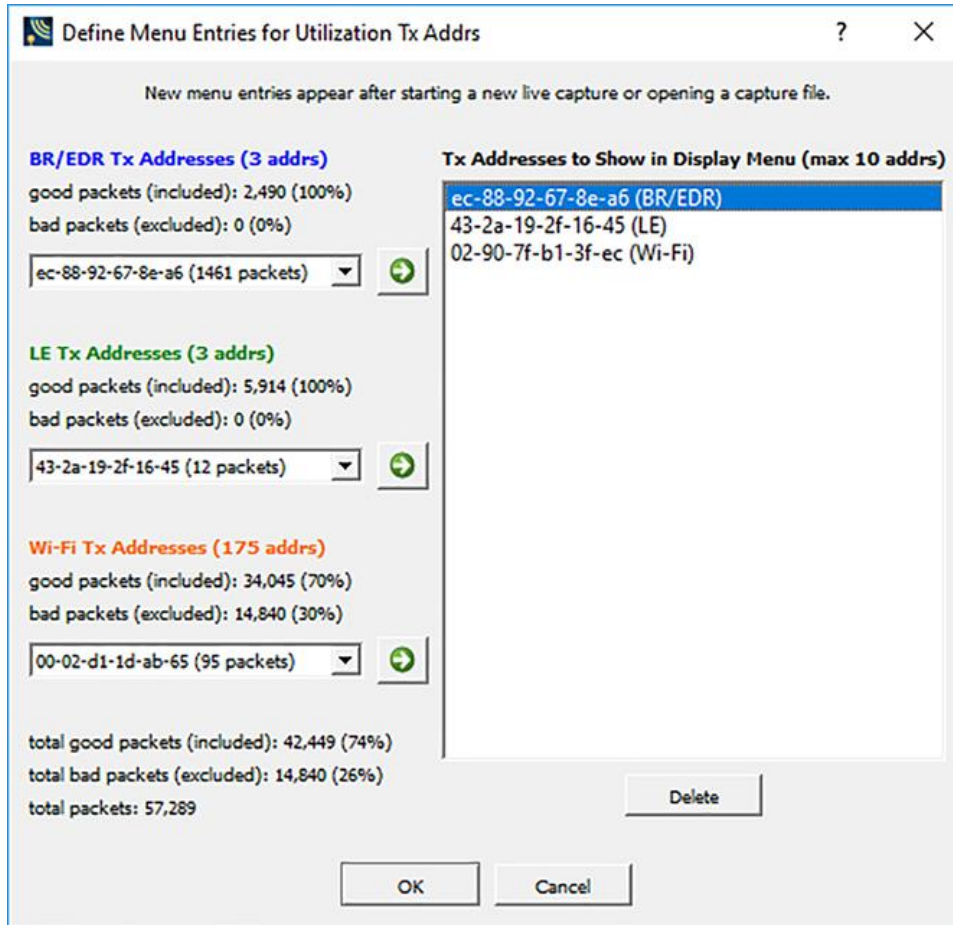 Define Menu Entries for Utilization Tx Addrs
?
New menu entries appear after starting a new live capture or opening a capture file.
BR/EDR Tx Addresses (3 addrs)
good packets (included): 2,490 (100%)
bad packets (excluded): 0 (0%)
ec-88-92-67-8e-a6 (1461 packets)
LE Tx Addresses (3 addrs)
good packets (included): 5,914 (100%)
bad packets (excluded): 0 (0%)
43-2a-19-2f-16-45 (12 packets)
Wi-Fi Tx Addresses (175 addrs)
good packets (included): 34,045 (70%)
bad packets (excluded): 14,840 (30%)
00-02-d1-1d-ab-65 (95 packets)
total good packets (included): 42,449 (74%)
total bad packets (excluded): 14,840 (26%)
total packets: 57,289
Tx Addresses to Show in Display Menu (max 10 addrs)
ec-88-92-67-8e-a6 (BR/EDR)
43-2a-19-2f-16-45 (LE)
02-90-7f-b1-3f-ec (Wi-Fi)
Delete
OK
Cancel